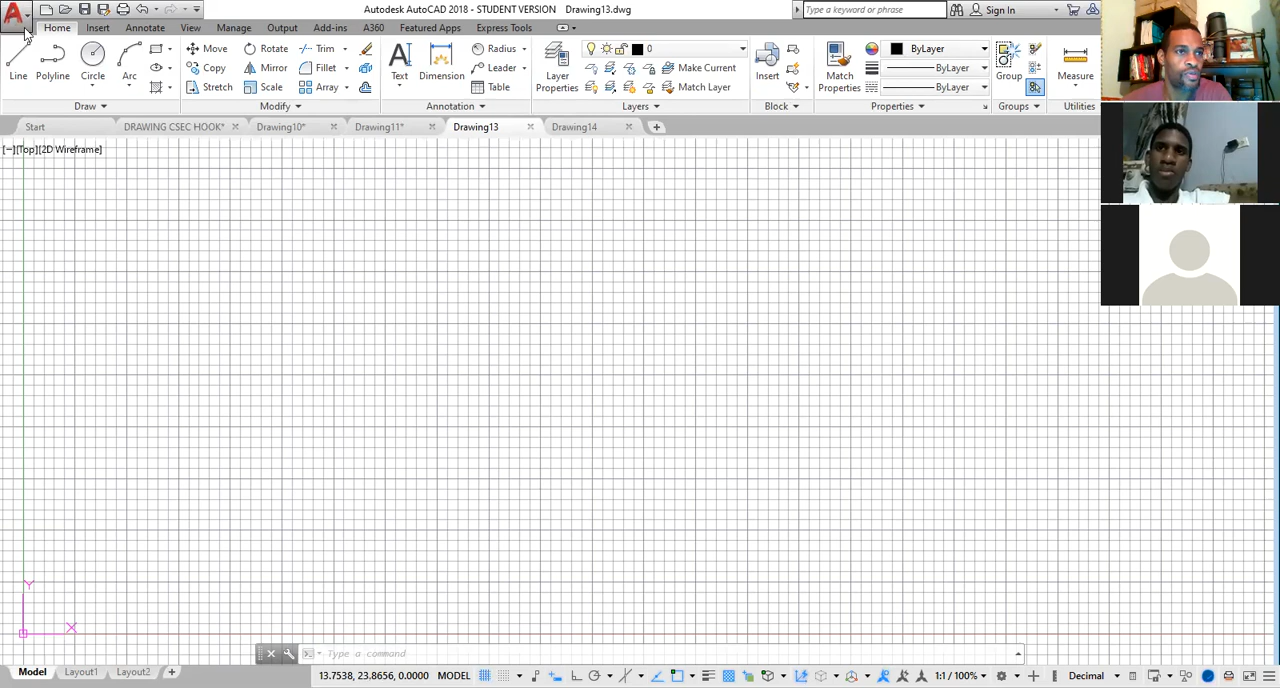 Autodesk AutoCAD 2018 - STUDENT VERSION Drawing13.dwg
Type a keyword or phrase
Sign In
Home Insert Annotate View Manage Output Add-ins A360 Featured Apps Express Tools
Line Polyline Circle Arc
Move Rotate Trim
Copy Mirror Fillet
Stretch Scale Array
Text Dimension
Radius
Leader
Table
Layer Properties
0
Make Current
Match Layer
Insert
Match Properties
ByLayer
ByLayer
ByLayer
Group
Measure
Draw Modify Annotation Layers Block Properties Groups Utilities
Start DRAWING CSEC HOOK* Drawing10* Drawing11* Drawing13 Drawing14
[−][Top][2D Wireframe]
Y
X
Type a command
Model Layout1 Layout2
13.7538, 23.8656, 0.0000 MODEL 1:1 / 100% Decimal